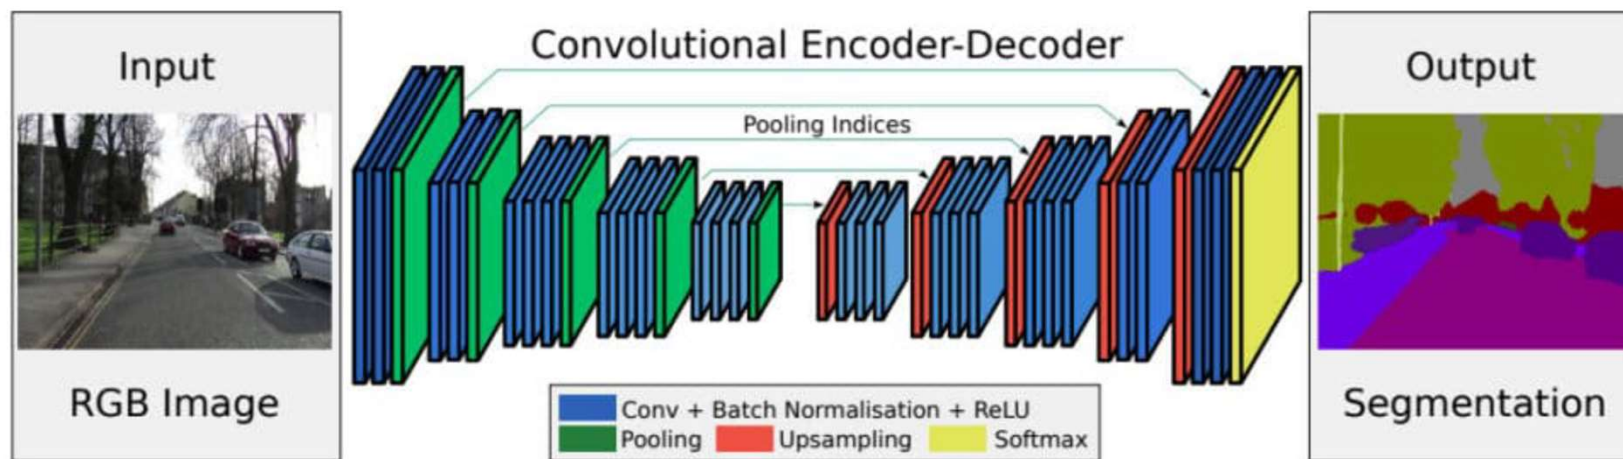 Convolutional Encoder-Decoder
Input
Output
Pooling Indices
RGB Image
Segmentation
Conv + Batch Normalisation + ReLU
Pooling Upsampling Softmax